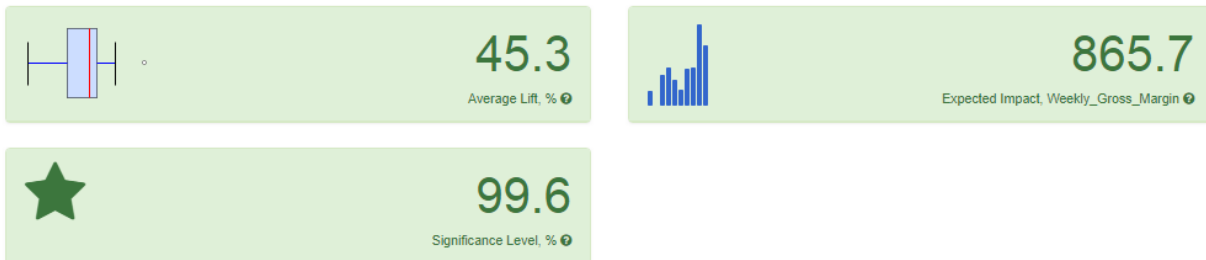 45.3
Average Lift, %
865.7
Expected Impact, Weekly_Gross_Margin
99.6
Significance Level, %